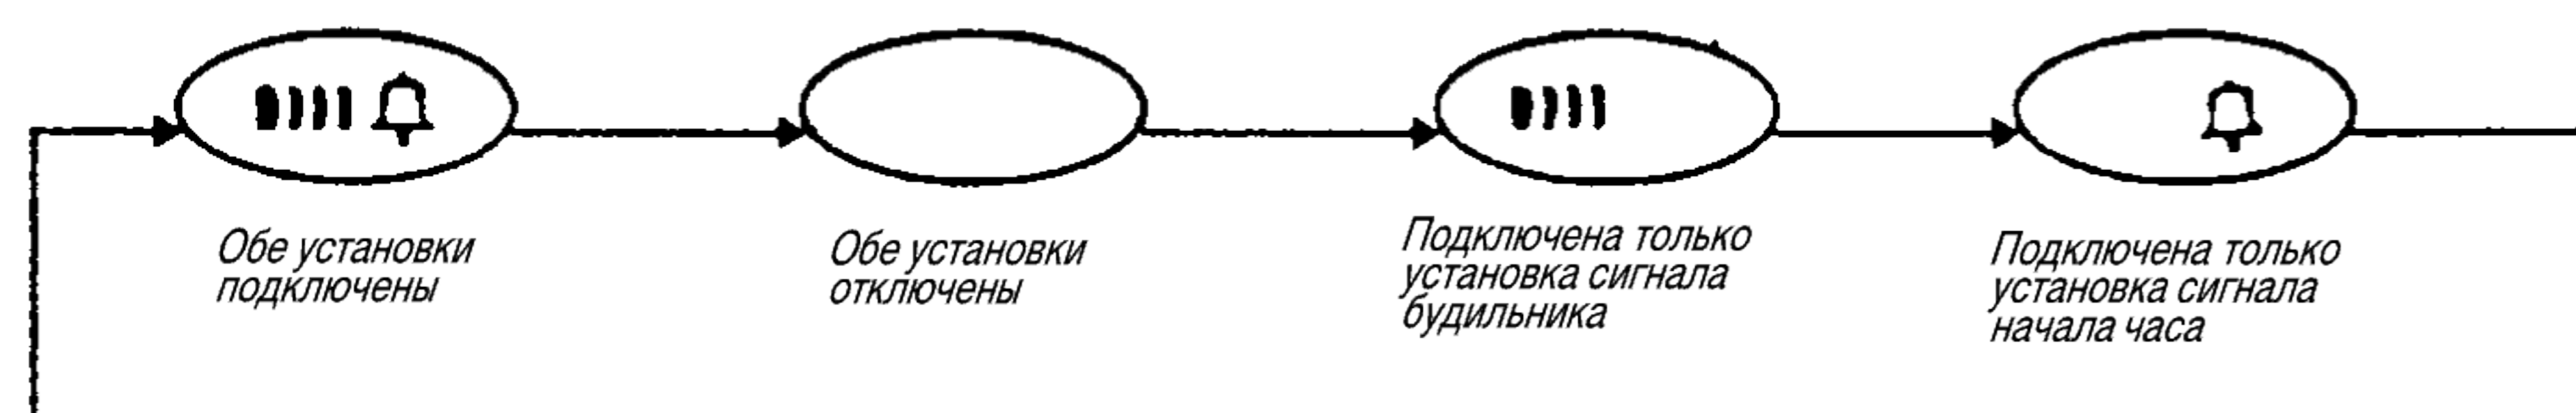 Обе установки
подключены
Обе установки
отключены
Подключена только
установка сигнала
будильника
Подключена только
установка сигнала
начала часа